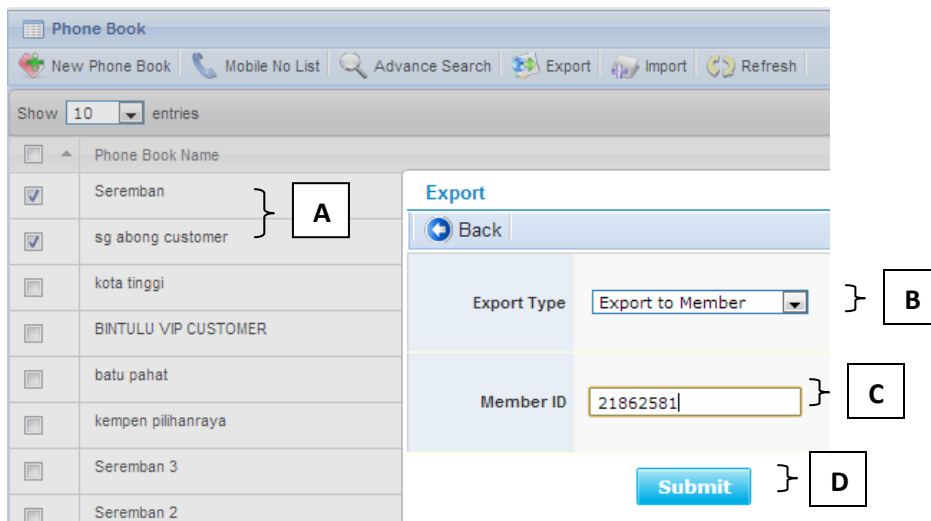 Phone Book
New Phone Book Mobile No List Advance Search Export Import Refresh
Show 10 entries
Phone Book Name
Seremban
sg abong customer
A
kota tinggi
BINTULU VIP CUSTOMER
batu pahat
kempen pilihanraya
Seremban 3
Seremban 2
Export
Back
Export Type Export to Member B
Member ID 21862581 C
Submit D